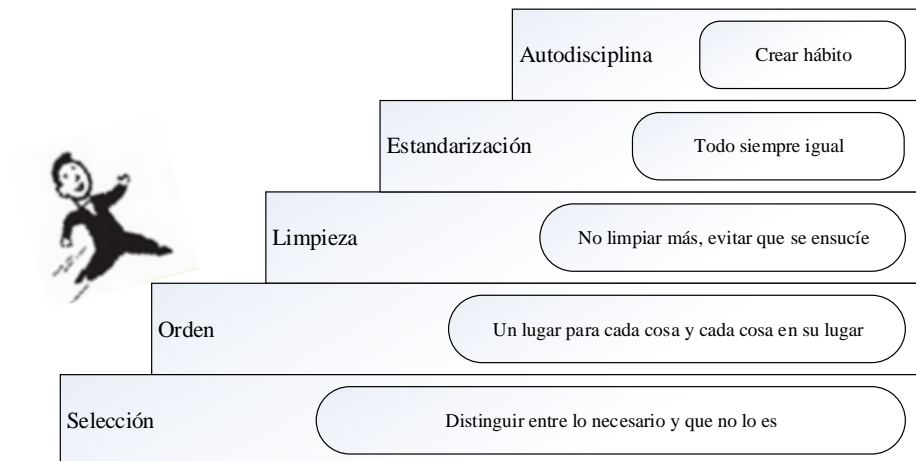 Autodisciplina
Crear hábito
Estandarización
Todo siempre igual
Limpieza
No limpiar más, evitar que se ensucíe
Orden
Un lugar para cada cosa y cada cosa en su lugar
Selección
Distinguir entre lo necesario y que no lo es